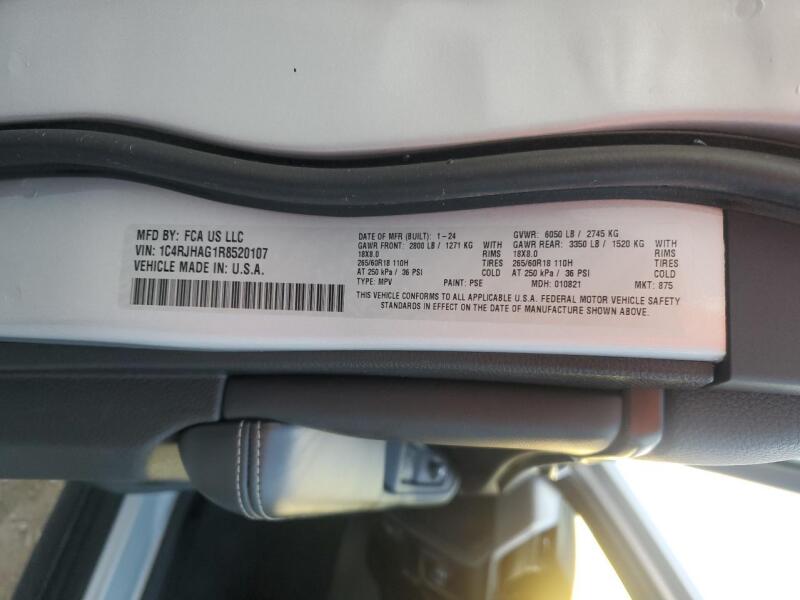 MFD BY: FCA US LLC
VIN: 1C4RJHAG1R8520107
VEHICLE MADE IN U.S.A.
DATE OF MFR (BUILT): 1-24 GVWR: 6050 LB / 2745 KG
GAWR FRONT: 2800 LB / 1271 KG WITH GAWR REAR: 3350 LB / 1520 KG WITH
18X8.0 RIMS 18X8.0 RIMS
265/60R18 110H TIRES 265/60R18 110H TIRES
AT 250 kPa / 36 PSI COLD AT 250 kPa / 36 PSI COLD
TYPE: MPV PAINT: PSE MDH: 010821 MKT: 875
THIS VEHICLE CONFORMS TO ALL APPLICABLE U.S.A. FEDERAL MOTOR VEHICLE SAFETY
STANDARDS IN EFFECT ON THE DATE OF MANUFACTURE SHOWN ABOVE.